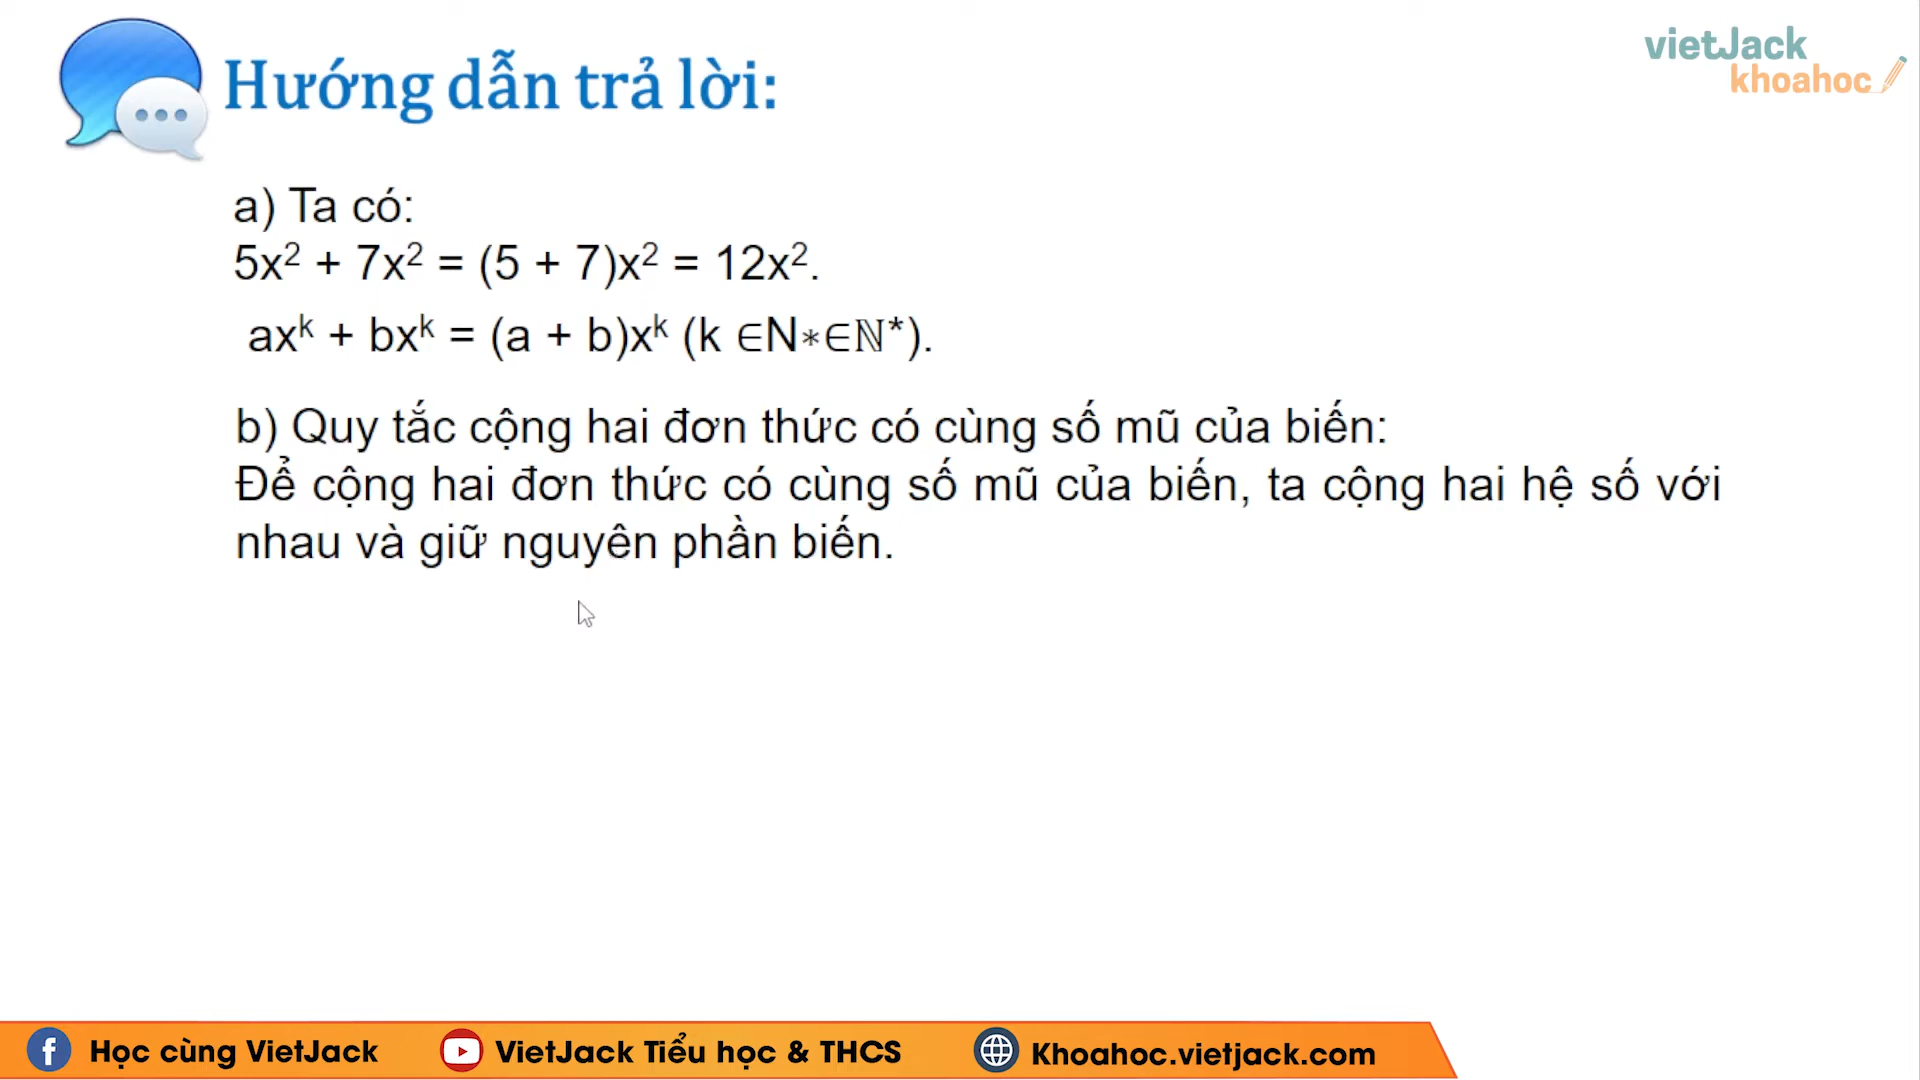 Hướng dẫn trả lời:
vietJack
khoahoc
a) Ta có:
5x² + 7x² = (5 + 7)x² = 12x².
axᵏ + bxᵏ = (a + b)xᵏ (k ∈N∗∈ℕ*).
b) Quy tắc cộng hai đơn thức có cùng số mũ của biến:
Để cộng hai đơn thức có cùng số mũ của biến, ta cộng hai hệ số với
nhau và giữ nguyên phần biến.
Học cùng VietJack
VietJack Tiểu học & THCS
Khoahoc.vietjack.com